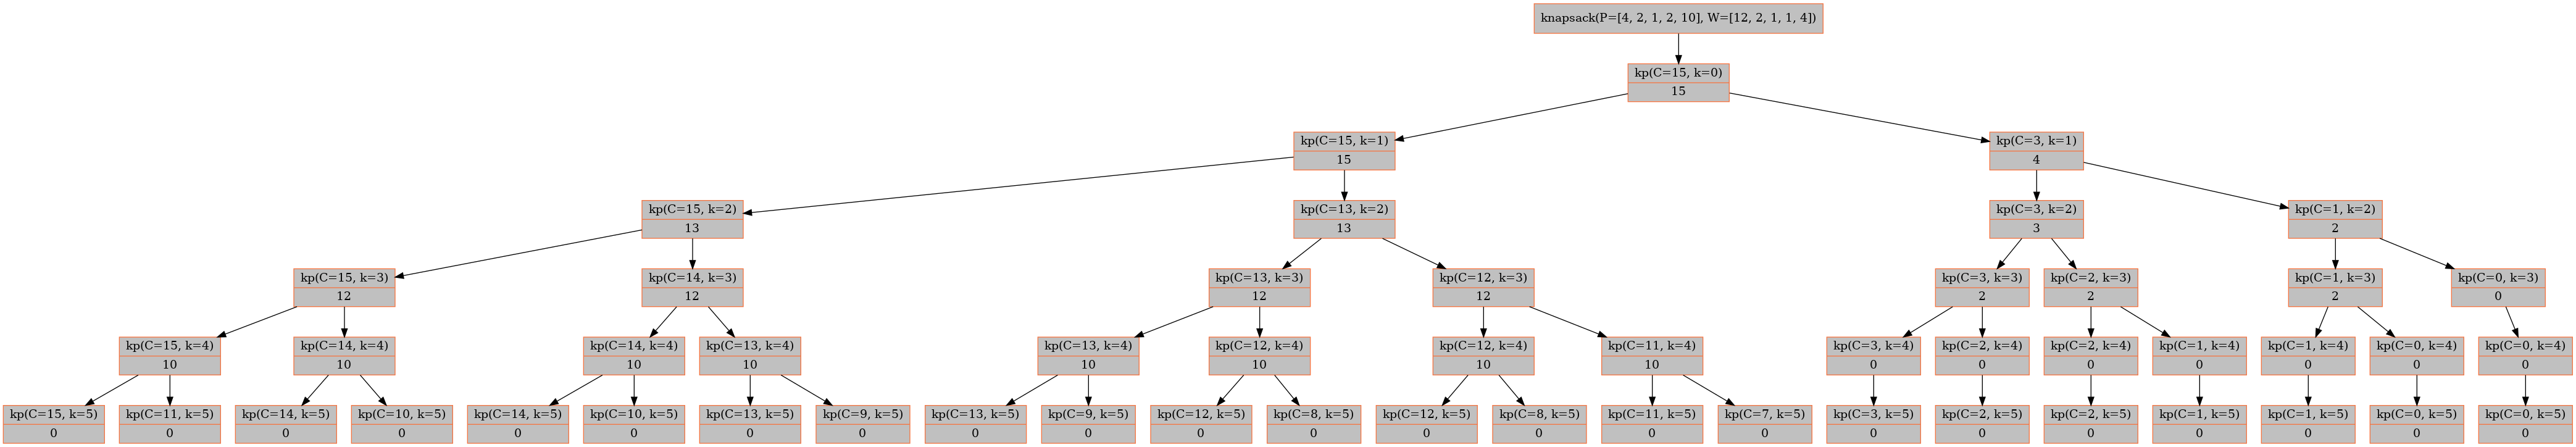 knapsack(P=[4, 2, 1, 2, 10], W=[12, 2, 1, 1, 4])
kp(C=15, k=0)
15
kp(C=15, k=1)
15
kp(C=3, k=1)
4
kp(C=15, k=2)
13
kp(C=13, k=2)
13
kp(C=3, k=2)
3
kp(C=1, k=2)
2
kp(C=15, k=3)
12
kp(C=14, k=3)
12
kp(C=13, k=3)
12
kp(C=12, k=3)
12
kp(C=3, k=3)
2
kp(C=2, k=3)
2
kp(C=1, k=3)
2
kp(C=0, k=3)
0
kp(C=15, k=4)
10
kp(C=14, k=4)
10
kp(C=14, k=4)
10
kp(C=13, k=4)
10
kp(C=13, k=4)
10
kp(C=12, k=4)
10
kp(C=12, k=4)
10
kp(C=11, k=4)
10
kp(C=3, k=4)
0
kp(C=2, k=4)
0
kp(C=2, k=4)
0
kp(C=1, k=4)
0
kp(C=1, k=4)
0
kp(C=0, k=4)
0
kp(C=0, k=4)
0
kp(C=15, k=5)
0
kp(C=11, k=5)
0
kp(C=14, k=5)
0
kp(C=10, k=5)
0
kp(C=14, k=5)
0
kp(C=10, k=5)
0
kp(C=13, k=5)
0
kp(C=9, k=5)
0
kp(C=13, k=5)
0
kp(C=9, k=5)
0
kp(C=12, k=5)
0
kp(C=8, k=5)
0
kp(C=12, k=5)
0
kp(C=8, k=5)
0
kp(C=11, k=5)
0
kp(C=7, k=5)
0
kp(C=3, k=5)
0
kp(C=2, k=5)
0
kp(C=2, k=5)
0
kp(C=1, k=5)
0
kp(C=1, k=5)
0
kp(C=0, k=5)
0
kp(C=0, k=5)
0